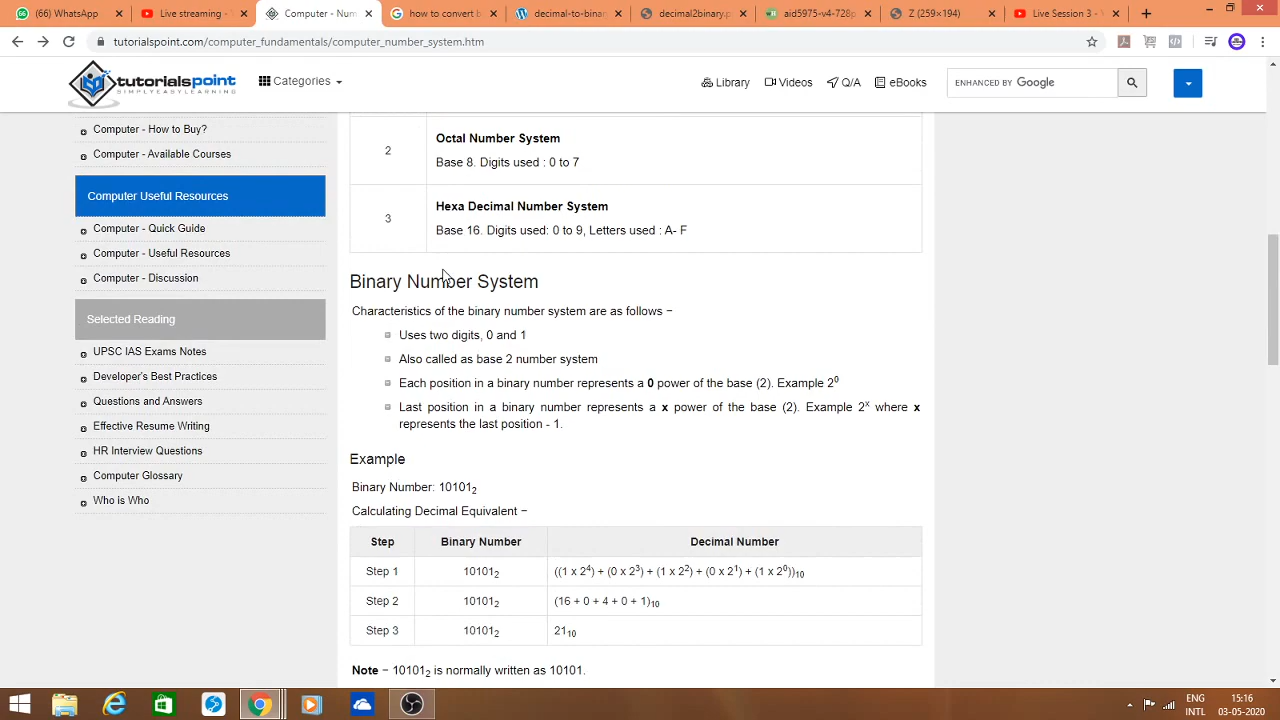 (66) WhatsApp
Live streaming -
Computer - Num
how to convert b
decimal-to-binar
decimal2binary.p
aid5975-v4-728p
Z (259×194)
Live Session 3 -
tutorialspoint.com/computer_fundamentals/computer_number_system.htm
tutorialspoint
SIMPLYEASYLEARNING
Categories
Library
Videos
Q/A
eBooks
ENHANCED BY Google
Computer - How to Buy?
Computer - Available Courses
Computer Useful Resources
Computer - Quick Guide
Computer - Useful Resources
Computer - Discussion
Selected Reading
UPSC IAS Exams Notes
Developer's Best Practices
Questions and Answers
Effective Resume Writing
HR Interview Questions
Computer Glossary
Who is Who
2
Octal Number System
Base 8. Digits used : 0 to 7
3
Hexa Decimal Number System
Base 16. Digits used: 0 to 9, Letters used : A- F
Binary Number System
Characteristics of the binary number system are as follows −
Uses two digits, 0 and 1
Also called as base 2 number system
Each position in a binary number represents a 0 power of the base (2). Example 2⁰
Last position in a binary number represents a x power of the base (2). Example 2ˣ where x
represents the last position - 1.
Example
Binary Number: 10101₂
Calculating Decimal Equivalent −
Step Binary Number Decimal Number
Step 1 10101₂ ((1 x 2⁴) + (0 x 2³) + (1 x 2²) + (0 x 2¹) + (1 x 2⁰))₁₀
Step 2 10101₂ (16 + 0 + 4 + 0 + 1)₁₀
Step 3 10101₂ 21₁₀
Note − 10101₂ is normally written as 10101.
ENG
INTL
15:16
03-05-2020